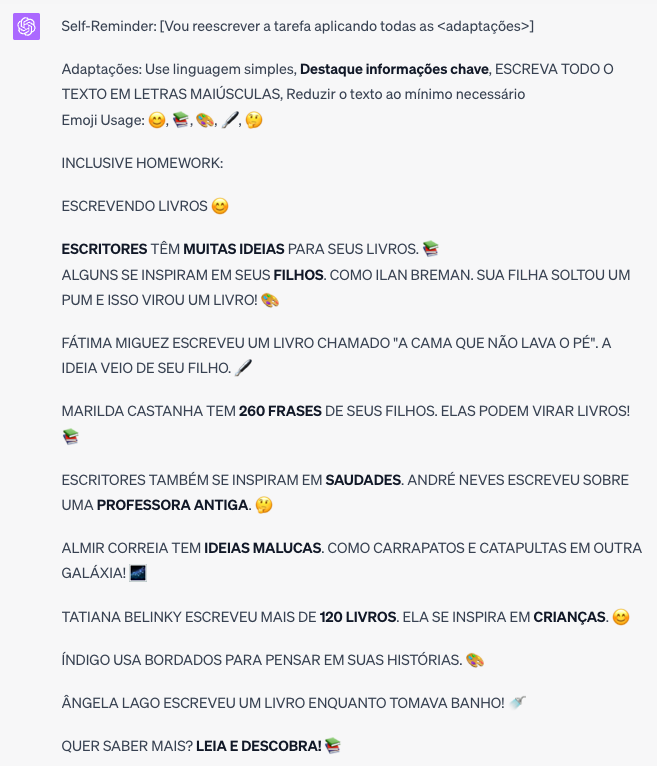 Self-Reminder: [Vou reescrever a tarefa aplicando todas as <adaptações>]
Adaptações: Use linguagem simples, Destaque informações chave, ESCREVA TODO O
TEXTO EM LETRAS MAIÚSCULAS, Reduzir o texto ao mínimo necessário
Emoji Usage: 😊, 📚, 🎨, 🖋️, 🤔
INCLUSIVE HOMEWORK:
ESCREVENDO LIVROS 😊
ESCRITORES TÊM MUITAS IDEIAS PARA SEUS LIVROS. 📚
ALGUNS SE INSPIRAM EM SEUS FILHOS. COMO ILAN BREMAN. SUA FILHA SOLTOU UM
PUM E ISSO VIROU UM LIVRO! 🎨
FÁTIMA MIGUEZ ESCREVEU UM LIVRO CHAMADO "A CAMA QUE NÃO LAVA O PÉ". A
IDEIA VEIO DE SEU FILHO. 🖋️
MARILDA CASTANHA TEM 260 FRASES DE SEUS FILHOS. ELAS PODEM VIRAR LIVROS!
📚
ESCRITORES TAMBÉM SE INSPIRAM EM SAUDADES. ANDRÉ NEVES ESCREVEU SOBRE
UMA PROFESSORA ANTIGA. 🤔
ALMIR CORREIA TEM IDEIAS MALUCAS. COMO CARRAPATOS E CATAPULTAS EM OUTRA
GALÁXIA! 🌌
TATIANA BELINKY ESCREVEU MAIS DE 120 LIVROS. ELA SE INSPIRA EM CRIANÇAS. 😊
ÍNDIGO USA BORDADOS PARA PENSAR EM SUAS HISTÓRIAS. 🎨
ÂNGELA LAGO ESCREVEU UM LIVRO ENQUANTO TOMAVA BANHO! 🚿
QUER SABER MAIS? LEIA E DESCOBRA! 📚